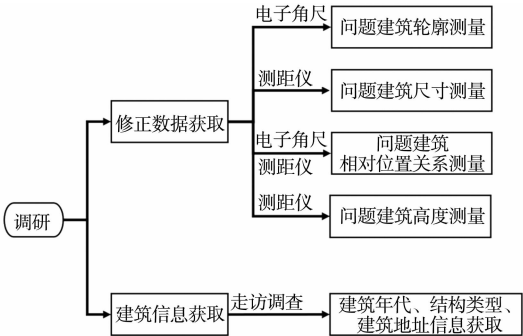 电子角尺
问题建筑轮廓测量
测距仪
问题建筑尺寸测量
修正数据获取
电子角尺
测距仪
问题建筑
相对位置关系测量
测距仪
问题建筑高度测量
调研
建筑信息获取
走访调查
建筑年代、结构类型、
建筑地址信息获取